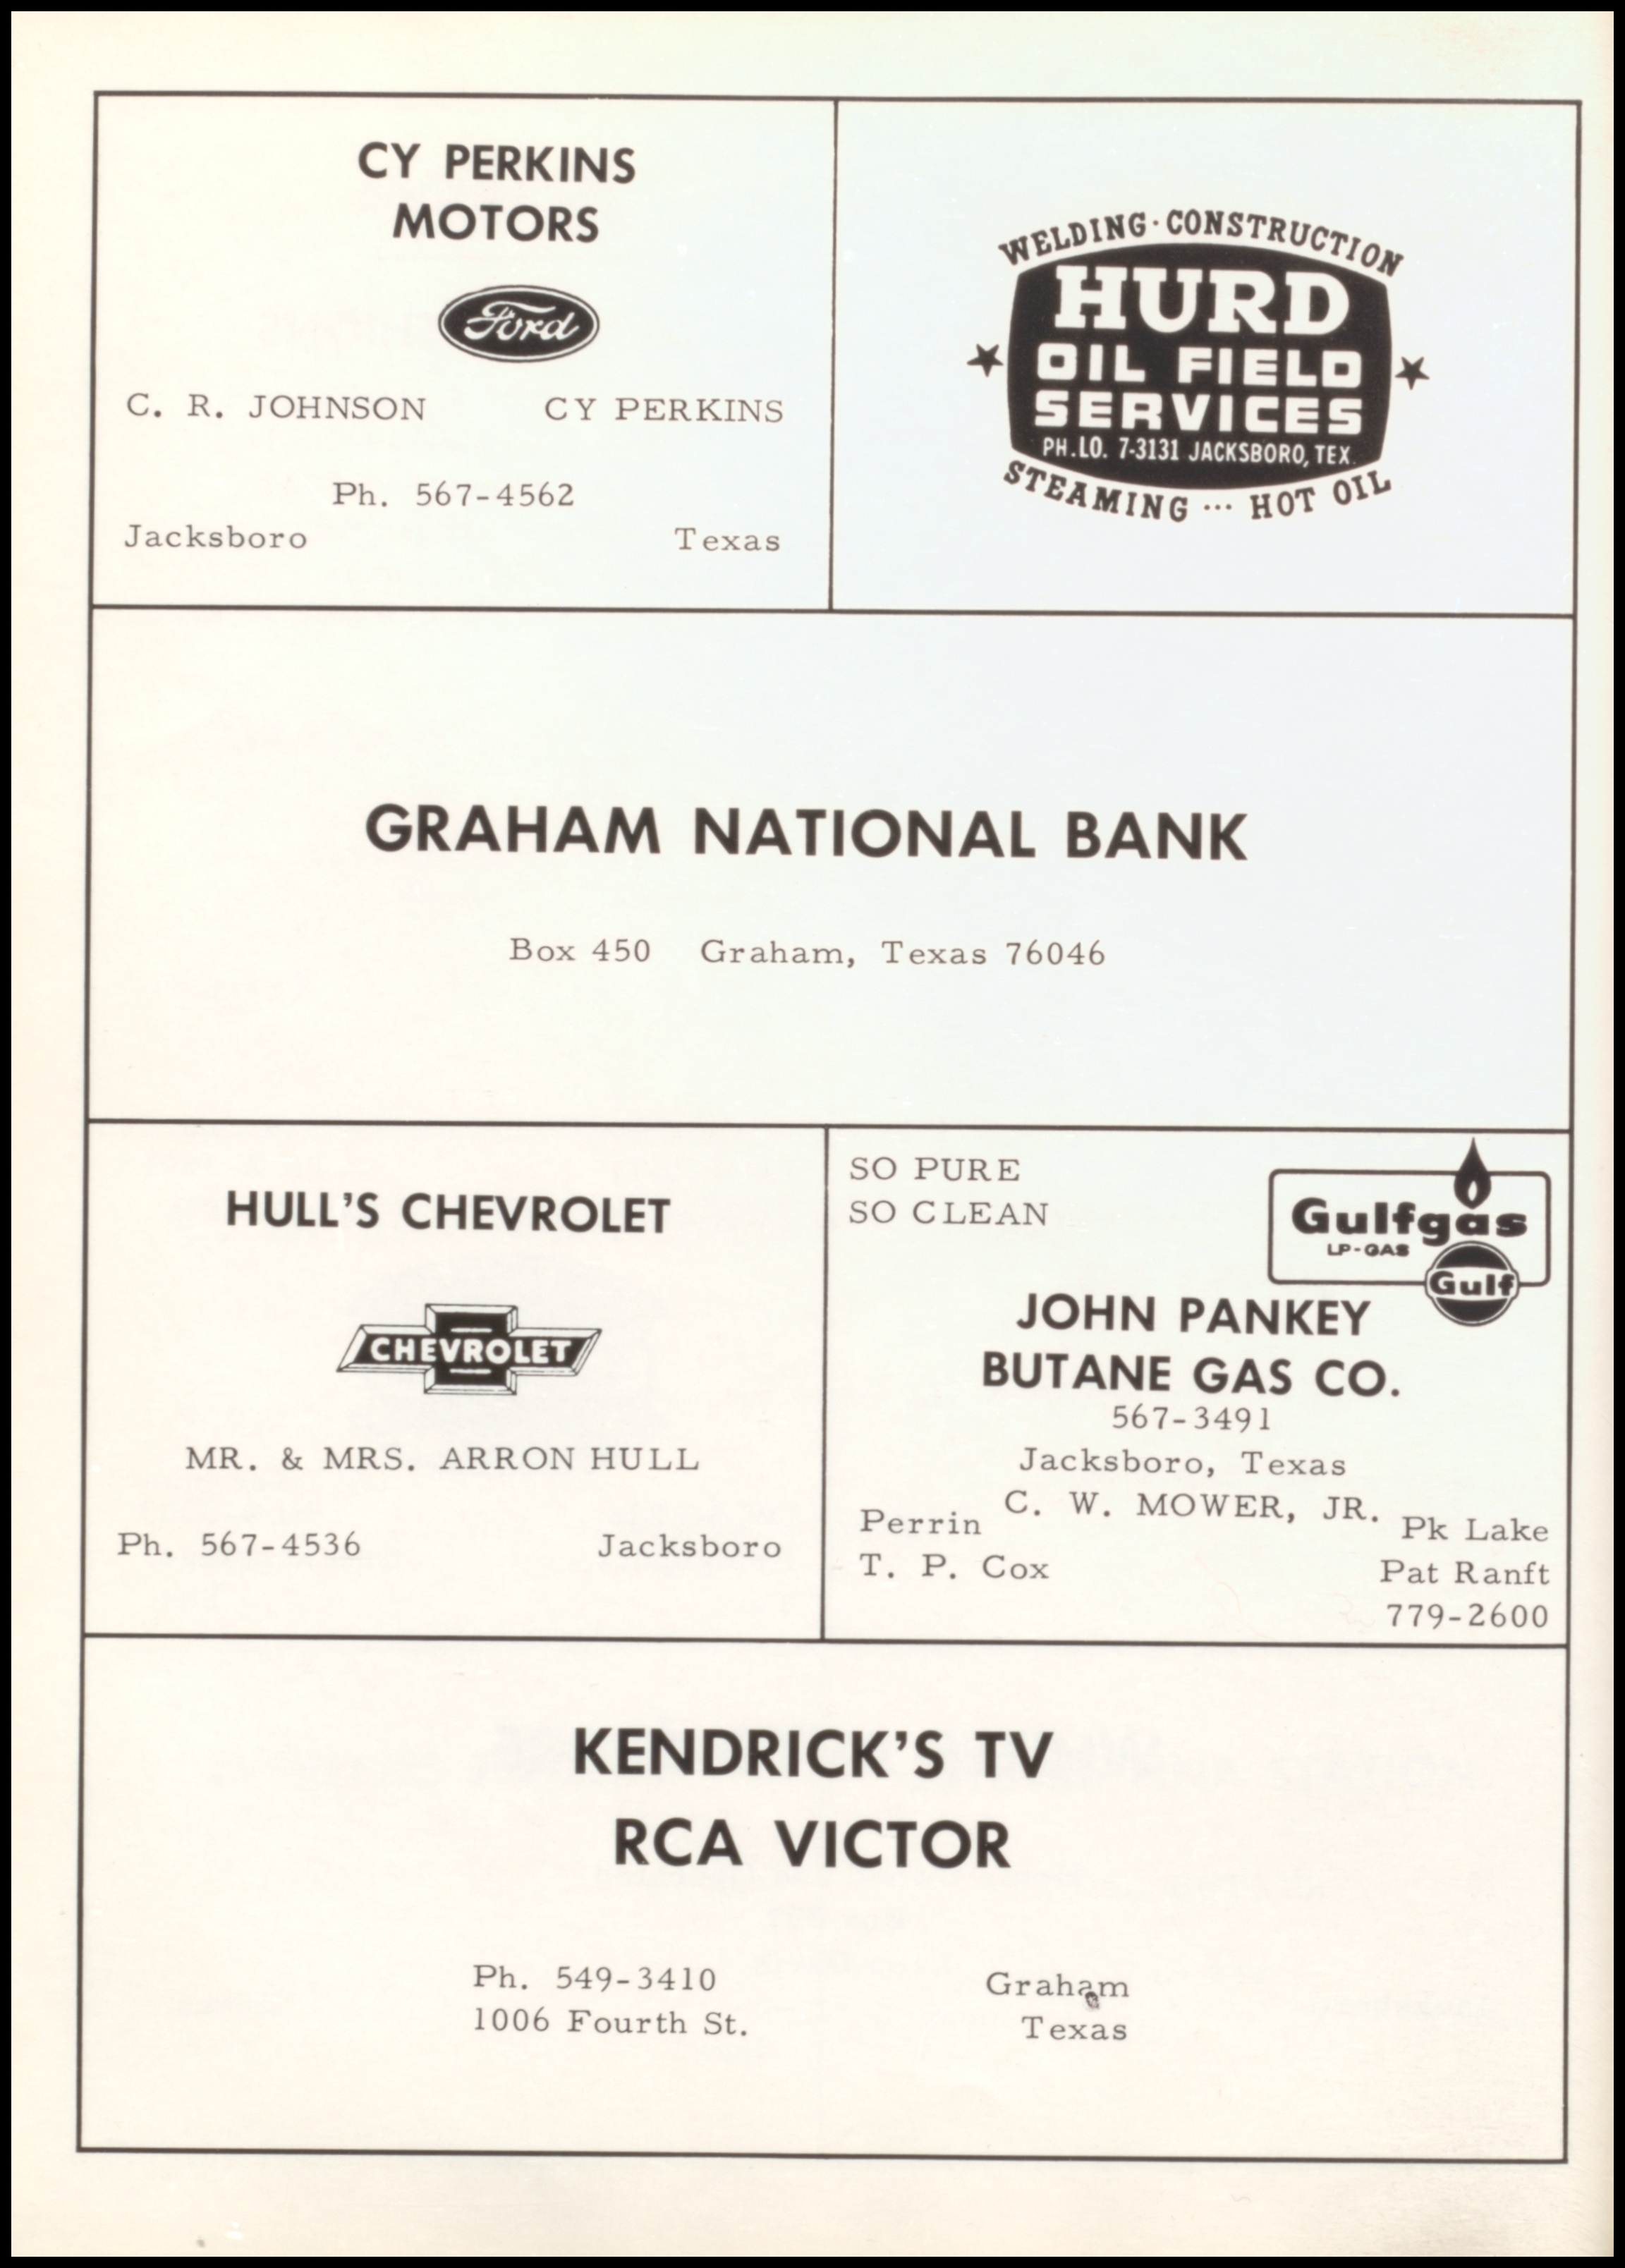 CY PERKINS
MOTORS
Ford
C. R. JOHNSON CY PERKINS
Ph. 567-4562
Jacksboro Texas
WELDING · CONSTRUCTION
HURD
OIL FIELD
SERVICES
PH. LO. 7-3131 JACKSBORO, TEX.
STEAMING ... HOT OIL
GRAHAM NATIONAL BANK
Box 450 Graham, Texas 76046
HULL'S CHEVROLET
CHEVROLET
MR. & MRS. ARRON HULL
Ph. 567-4536 Jacksboro
SO PURE
SO CLEAN
Gulfgas
LP-GAS
Gulf
JOHN PANKEY
BUTANE GAS CO.
567-3491
Jacksboro, Texas
C. W. MOWER, JR.
Perrin
T. P. Cox
Pk Lake
Pat Ranft
779-2600
KENDRICK'S TV
RCA VICTOR
Ph. 549-3410 Graham
1006 Fourth St. Texas